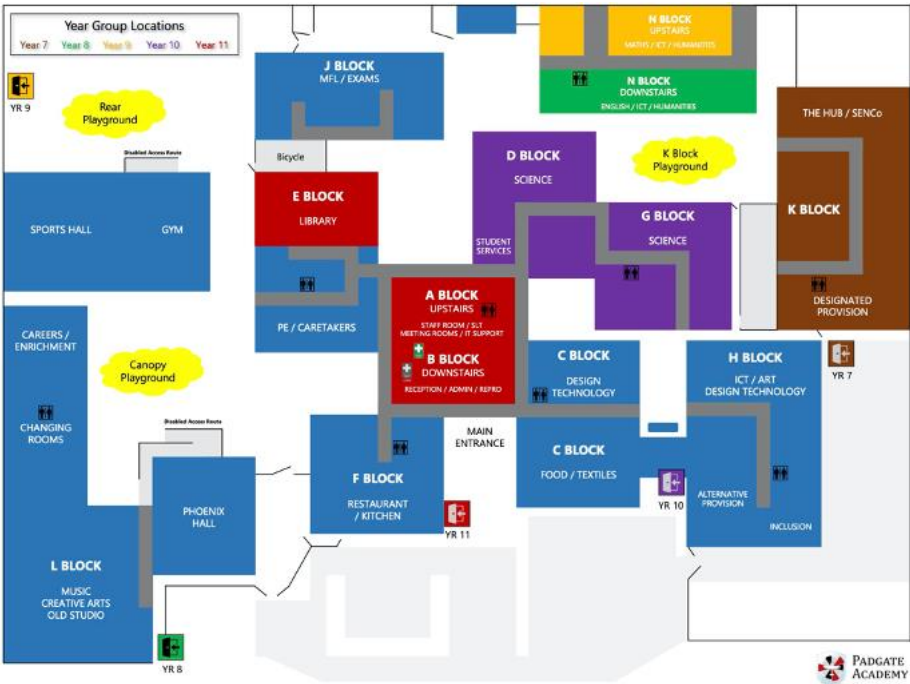 Year Group Locations
Year 7 Year 8 Year 9 Year 10 Year 11
YR 9
Rear
Playground
J BLOCK
MFL / EXAMS
N BLOCK
UPSTAIRS
MATHS / ICT / HUMANITIES
N BLOCK
DOWNSTAIRS
ENGLISH / ICT / HUMANITIES
THE HUB / SENCo
K BLOCK
DESIGNATED
PROVISION
K Block
Playground
Disabled Access Route
Bicycle
D BLOCK
SCIENCE
STUDENT
SERVICES
G BLOCK
SCIENCE
E BLOCK
LIBRARY
SPORTS HALL
GYM
PE / CARETAKERS
A BLOCK
UPSTAIRS
STAFF ROOM / SLT
MEETING ROOMS / IT SUPPORT
B BLOCK
DOWNSTAIRS
RECEPTION / ADMIN / REPRO
CAREERS /
ENRICHMENT
CHANGING
ROOMS
Canopy
Playground
C BLOCK
DESIGN
TECHNOLOGY
H BLOCK
ICT / ART
DESIGN TECHNOLOGY
YR 7
Disabled Access Route
MAIN
ENTRANCE
C BLOCK
FOOD / TEXTILES
F BLOCK
RESTAURANT
/ KITCHEN
YR 11
YR 10
ALTERNATIVE
PROVISION
INCLUSION
PHOENIX
HALL
L BLOCK
MUSIC
CREATIVE ARTS
OLD STUDIO
YR 8
PADGATE
ACADEMY